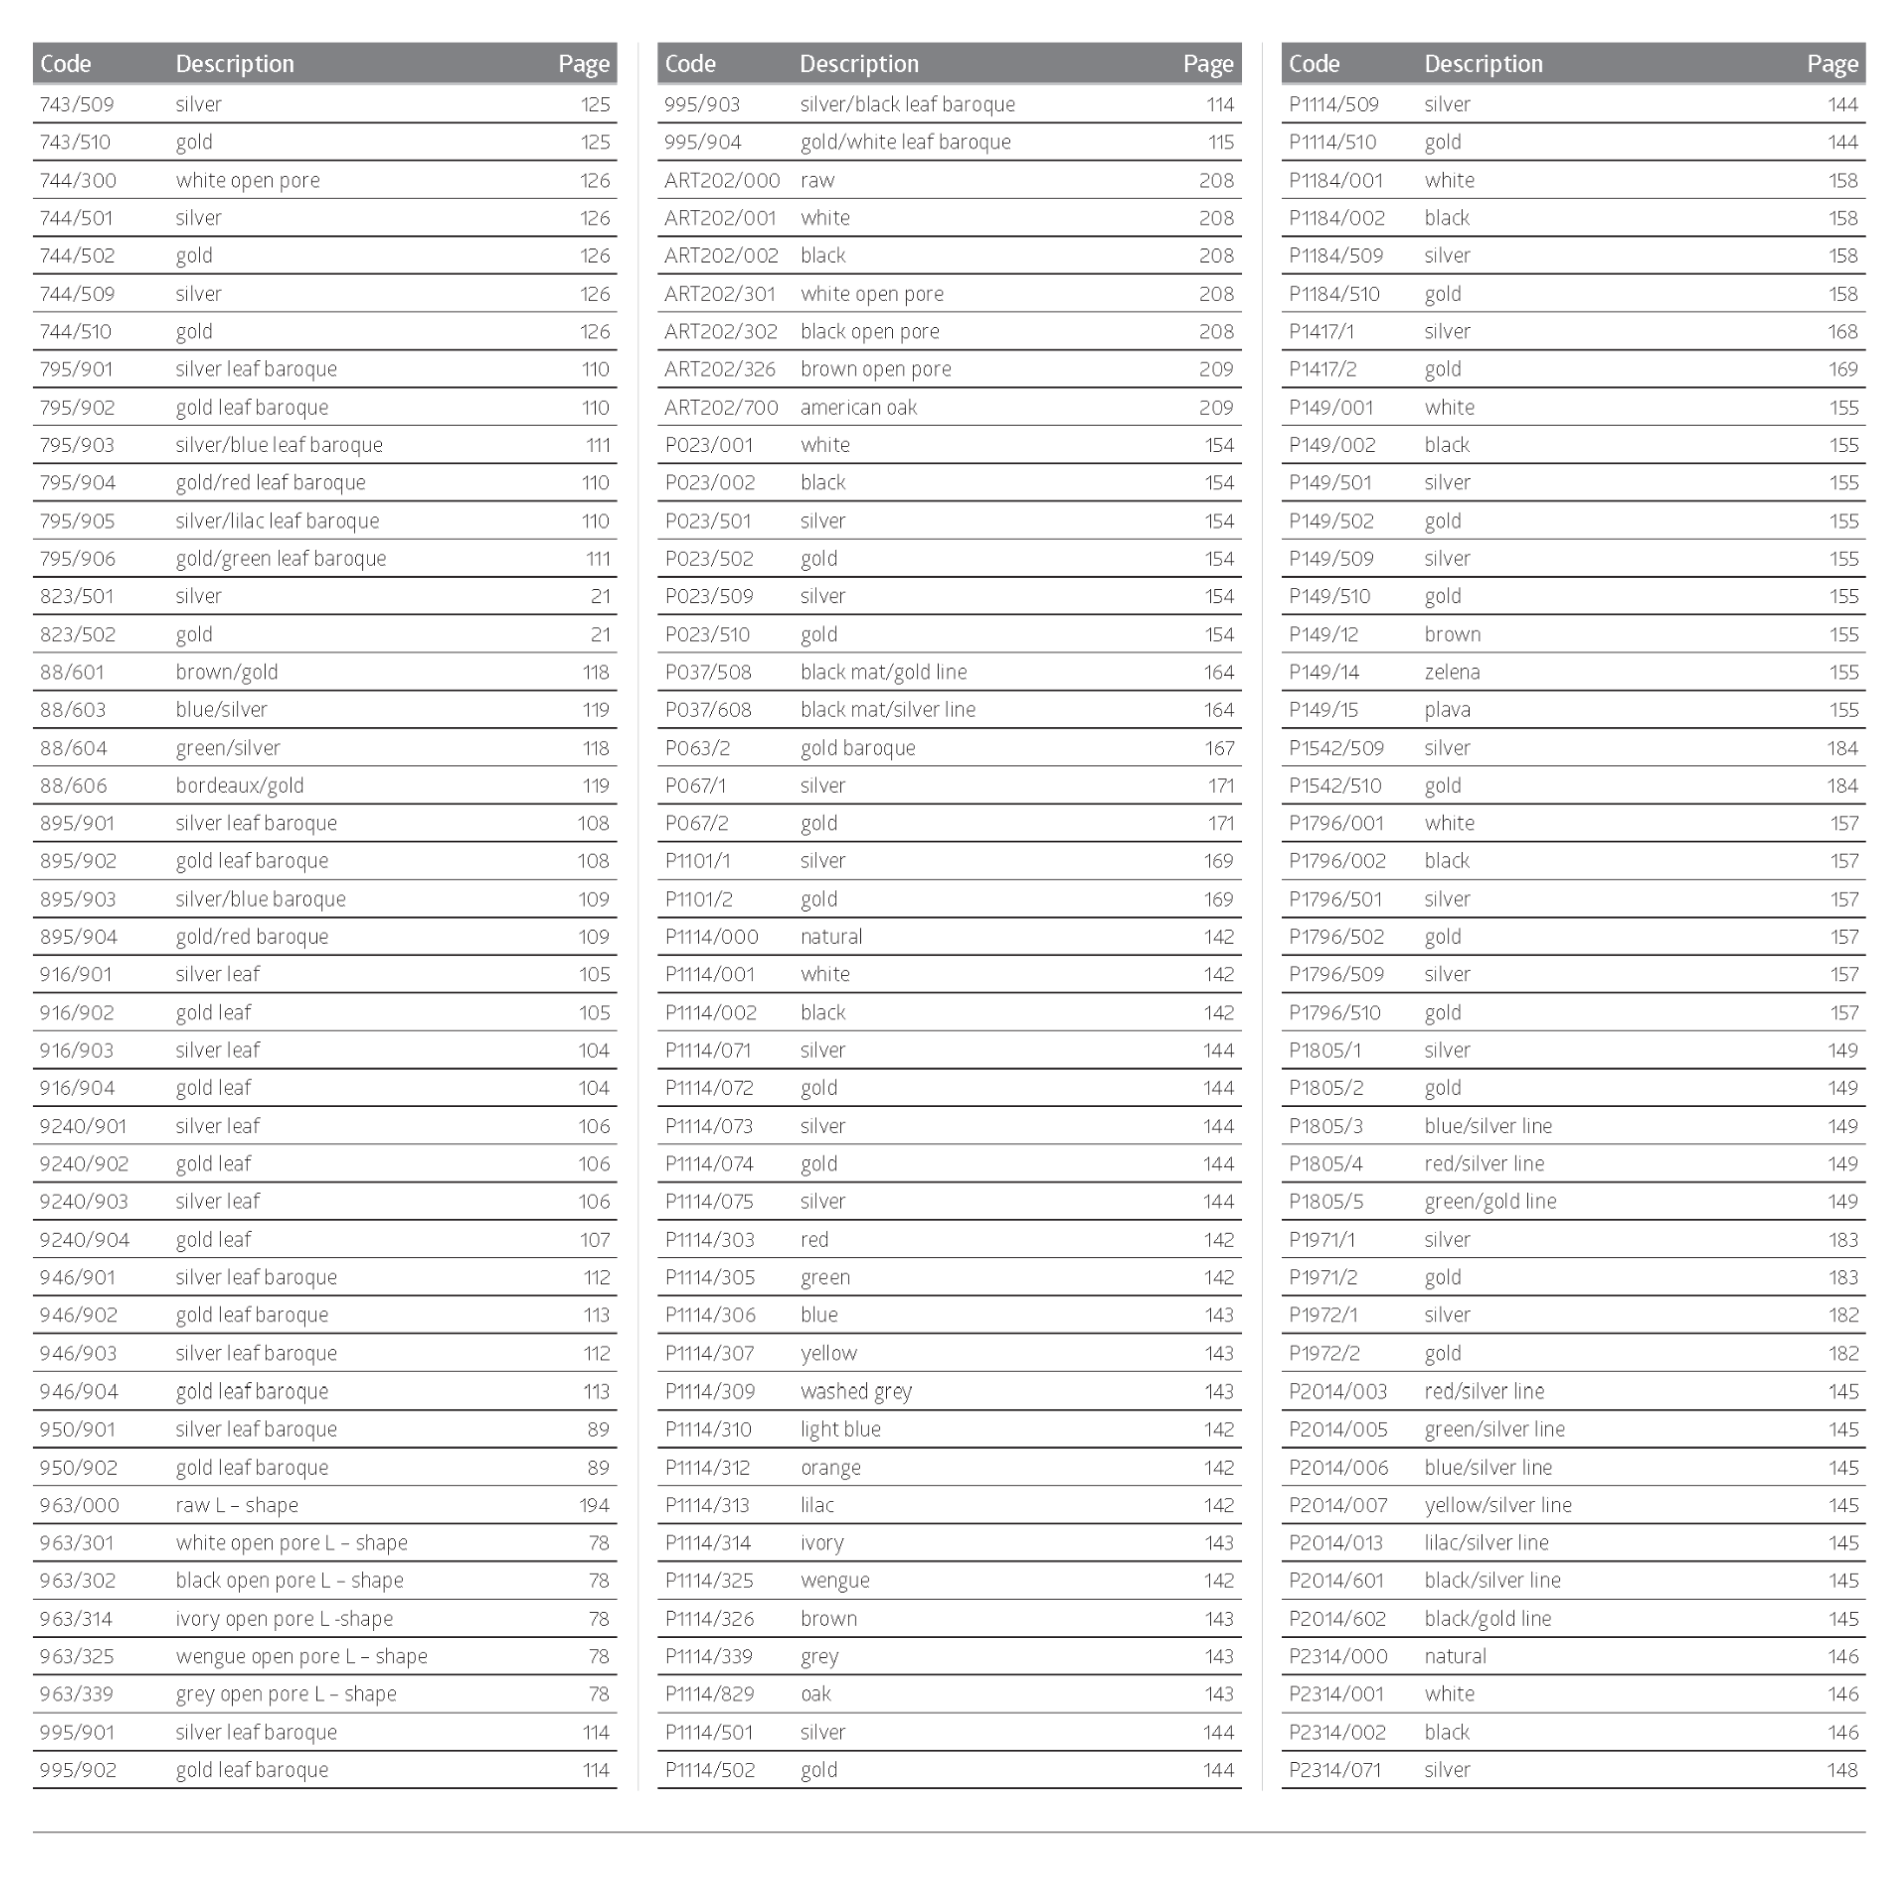 Code Description Page
743/509 silver 125
743/510 gold 125
744/300 white open pore 126
744/501 silver 126
744/502 gold 126
744/509 silver 126
744/510 gold 126
795/901 silver leaf baroque 110
795/902 gold leaf baroque 110
795/903 silver/blue leaf baroque 111
795/904 gold/red leaf baroque 110
795/905 silver/lilac leaf baroque 110
795/906 gold/green leaf baroque 111
823/501 silver 21
823/502 gold 21
88/601 brown/gold 118
88/603 blue/silver 119
88/604 green/silver 118
88/606 bordeaux/gold 119
895/901 silver leaf baroque 108
895/902 gold leaf baroque 108
895/903 silver/blue baroque 109
895/904 gold/red baroque 109
916/901 silver leaf 105
916/902 gold leaf 105
916/903 silver leaf 104
916/904 gold leaf 104
9240/901 silver leaf 106
9240/902 gold leaf 106
9240/903 silver leaf 106
9240/904 gold leaf 107
946/901 silver leaf baroque 112
946/902 gold leaf baroque 113
946/903 silver leaf baroque 112
946/904 gold leaf baroque 113
950/901 silver leaf baroque 89
950/902 gold leaf baroque 89
963/000 raw L – shape 194
963/301 white open pore L – shape 78
963/302 black open pore L – shape 78
963/314 ivory open pore L -shape 78
963/325 wengue open pore L – shape 78
963/339 grey open pore L – shape 78
995/901 silver leaf baroque 114
995/902 gold leaf baroque 114
Code Description Page
995/903 silver/black leaf baroque 114
995/904 gold/white leaf baroque 115
ART202/000 raw 208
ART202/001 white 208
ART202/002 black 208
ART202/301 white open pore 208
ART202/302 black open pore 208
ART202/326 brown open pore 209
ART202/700 american oak 209
P023/001 white 154
P023/002 black 154
P023/501 silver 154
P023/502 gold 154
P023/509 silver 154
P023/510 gold 154
P037/508 black mat/gold line 164
P037/608 black mat/silver line 164
P063/2 gold baroque 167
P067/1 silver 171
P067/2 gold 171
P1101/1 silver 169
P1101/2 gold 169
P1114/000 natural 142
P1114/001 white 142
P1114/002 black 142
P1114/071 silver 144
P1114/072 gold 144
P1114/073 silver 144
P1114/074 gold 144
P1114/075 silver 144
P1114/303 red 142
P1114/305 green 142
P1114/306 blue 143
P1114/307 yellow 143
P1114/309 washed grey 143
P1114/310 light blue 142
P1114/312 orange 142
P1114/313 lilac 142
P1114/314 ivory 143
P1114/325 wengue 142
P1114/326 brown 143
P1114/339 grey 143
P1114/829 oak 143
P1114/501 silver 144
P1114/502 gold 144
Code Description Page
P1114/509 silver 144
P1114/510 gold 144
P1184/001 white 158
P1184/002 black 158
P1184/509 silver 158
P1184/510 gold 158
P1417/1 silver 168
P1417/2 gold 169
P149/001 white 155
P149/002 black 155
P149/501 silver 155
P149/502 gold 155
P149/509 silver 155
P149/510 gold 155
P149/12 brown 155
P149/14 zelena 155
P149/15 plava 155
P1542/509 silver 184
P1542/510 gold 184
P1796/001 white 157
P1796/002 black 157
P1796/501 silver 157
P1796/502 gold 157
P1796/509 silver 157
P1796/510 gold 157
P1805/1 silver 149
P1805/2 gold 149
P1805/3 blue/silver line 149
P1805/4 red/silver line 149
P1805/5 green/gold line 149
P1971/1 silver 183
P1971/2 gold 183
P1972/1 silver 182
P1972/2 gold 182
P2014/003 red/silver line 145
P2014/005 green/silver line 145
P2014/006 blue/silver line 145
P2014/007 yellow/silver line 145
P2014/013 lilac/silver line 145
P2014/601 black/silver line 145
P2014/602 black/gold line 145
P2314/000 natural 146
P2314/001 white 146
P2314/002 black 146
P2314/071 silver 148